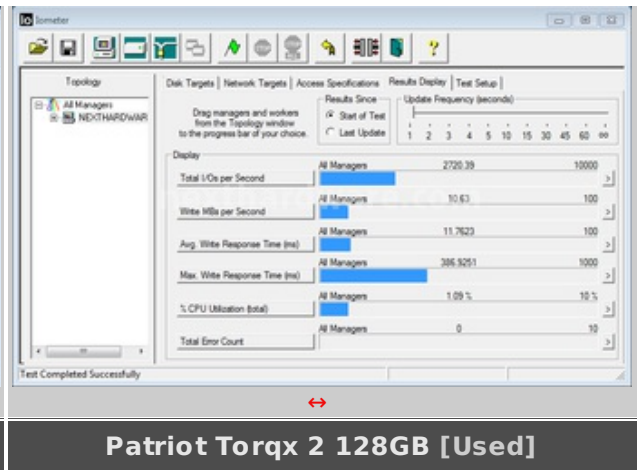 Iometer
Topology
All Managers
NEXTHARDWAR
Disk Targets | Network Targets | Access Specifications | Results Display | Test Setup
Drag managers and workers
from the Topology window
to the progress bar of your choice.
Results Since
Start of Test
Last Update
Update Frequency (seconds)
1 2 3 4 5 10 15 30 45 60 ∞
Display
All Managers 2720.39 10000
Total I/Os per Second
All Managers 10.63 100
Write MBs per Second
All Managers 11.7623 100
Avg. Write Response Time (ms)
All Managers 386.9251 1000
Max. Write Response Time (ms)
All Managers 1.09 % 10 %
% CPU Utilization (total)
All Managers 0 10
Total Error Count
Test Completed Successfully
Patriot Torqx 2 128GB [Used]